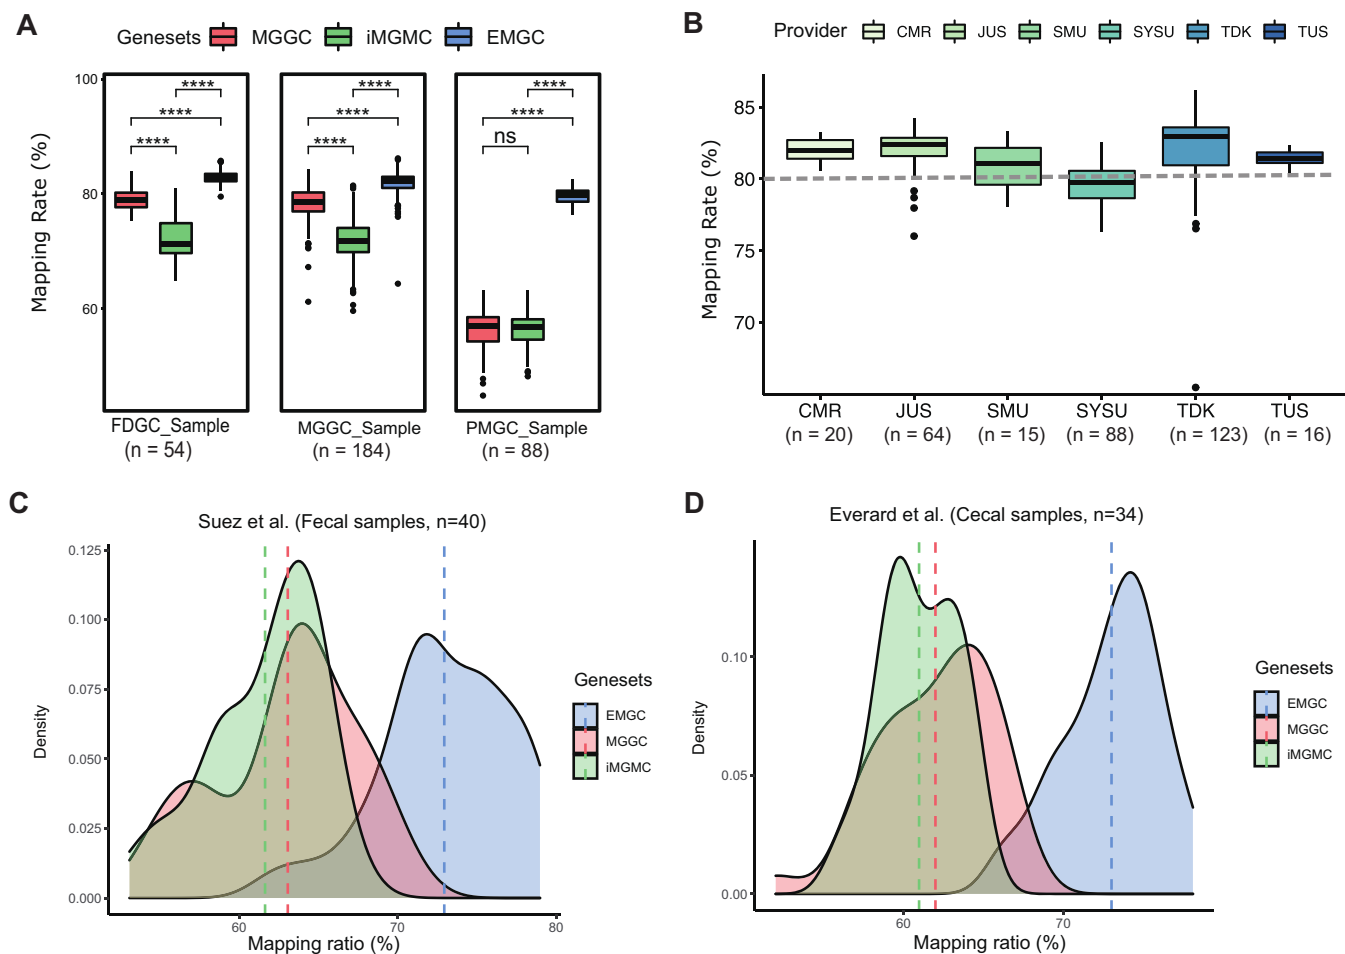 A
Genesets MGGC iMGMC EMGC
Mapping Rate (%)
100
80
60
**** **** ****
**** **** ****
**** **** ns
FDGC_Sample
(n = 54)
MGGC_Sample
(n = 184)
PMGC_Sample
(n = 88)
B
Provider CMR JUS SMU SYSU TDK TUS
Mapping Rate (%)
85
80
75
70
CMR JUS SMU SYSU TDK TUS
(n = 20) (n = 64) (n = 15) (n = 88) (n = 123) (n = 16)
C
Suez et al. (Fecal samples, n=40)
Density
0.125
0.100
0.075
0.050
0.025
0.000
60 70 80
Mapping ratio (%)
Genesets
EMGC
MGGC
iMGMC
D
Everard et al. (Cecal samples, n=34)
Density
0.10
0.05
0.00
60 70
Mapping ratio (%)
Genesets
EMGC
MGGC
iMGMC